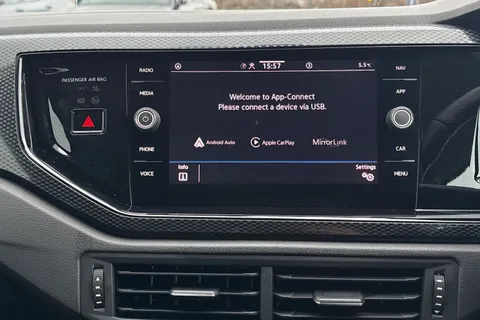 PASSENGER AIR BAG
RADIO
MEDIA
PHONE
VOICE
15:57
5.5°C
Welcome to App-Connect
Please connect a device via USB.
Android Auto
Apple CarPlay
MirrorLink
Info
Settings
NAV
APP
CAR
MENU